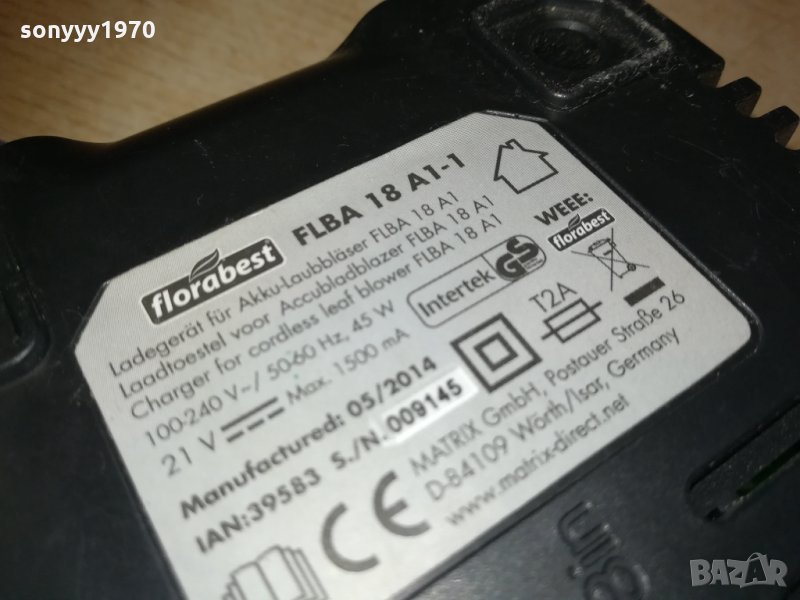 sonyyy1970
florabest FLBA 18 A1-1
Ladegerät für Akku-Laubbläser FLBA 18 A1
Laadtoestel voor Accubladblazer FLBA 18 A1
Charger for cordless leaf blower FLBA 18 A1
100-240 V~/ 50-60 Hz, 45 W
21 V Max. 1500 mA
Manufactured: 05/2014
IAN:39583 S./N. 009145
Intertek GS
WEEE:
florabest
T2A
CE
MATRIX GmbH, Postauer Straße 26
D-84109 Wörth/Isar, Germany
www.matrix-direct.net
BAZAR